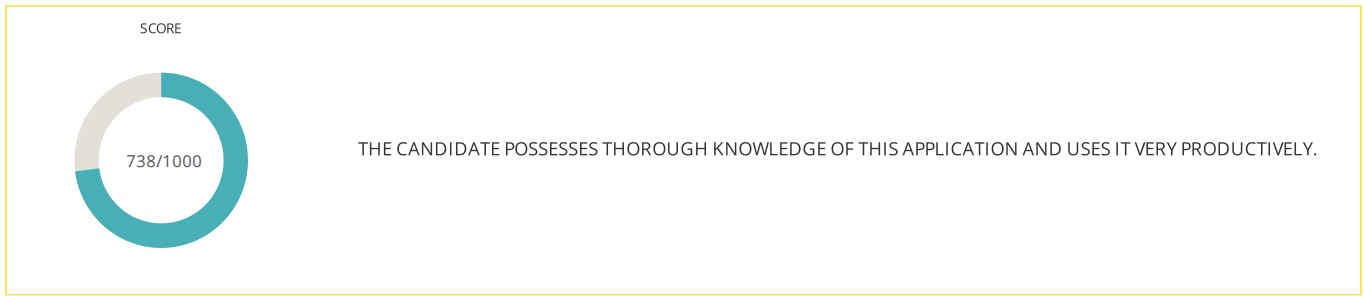 SCORE
738/1000
THE CANDIDATE POSSESSES THOROUGH KNOWLEDGE OF THIS APPLICATION AND USES IT VERY PRODUCTIVELY.